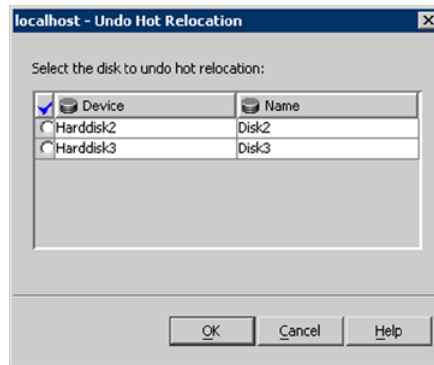 localhost - Undo Hot Relocation
Select the disk to undo hot relocation:
Device Name
Harddisk2 Disk2
Harddisk3 Disk3
OK Cancel Help